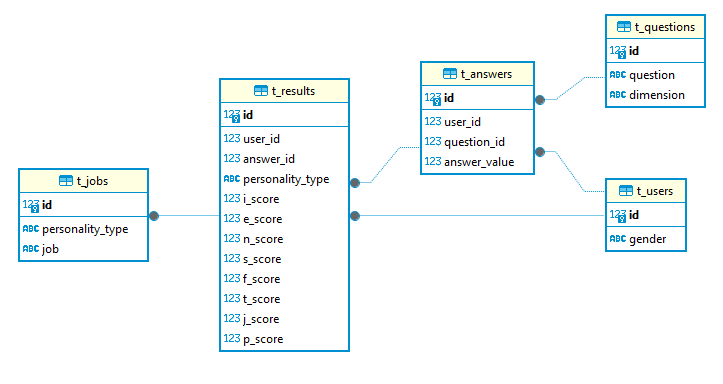 t_questions
123 id
ABC question
ABC dimension
t_answers
123 id
123 user_id
123 question_id
123 answer_value
t_results
123 id
123 user_id
123 answer_id
ABC personality_type
123 i_score
123 e_score
123 n_score
123 s_score
123 f_score
123 t_score
123 j_score
123 p_score
t_jobs
123 id
ABC personality_type
ABC job
t_users
123 id
ABC gender